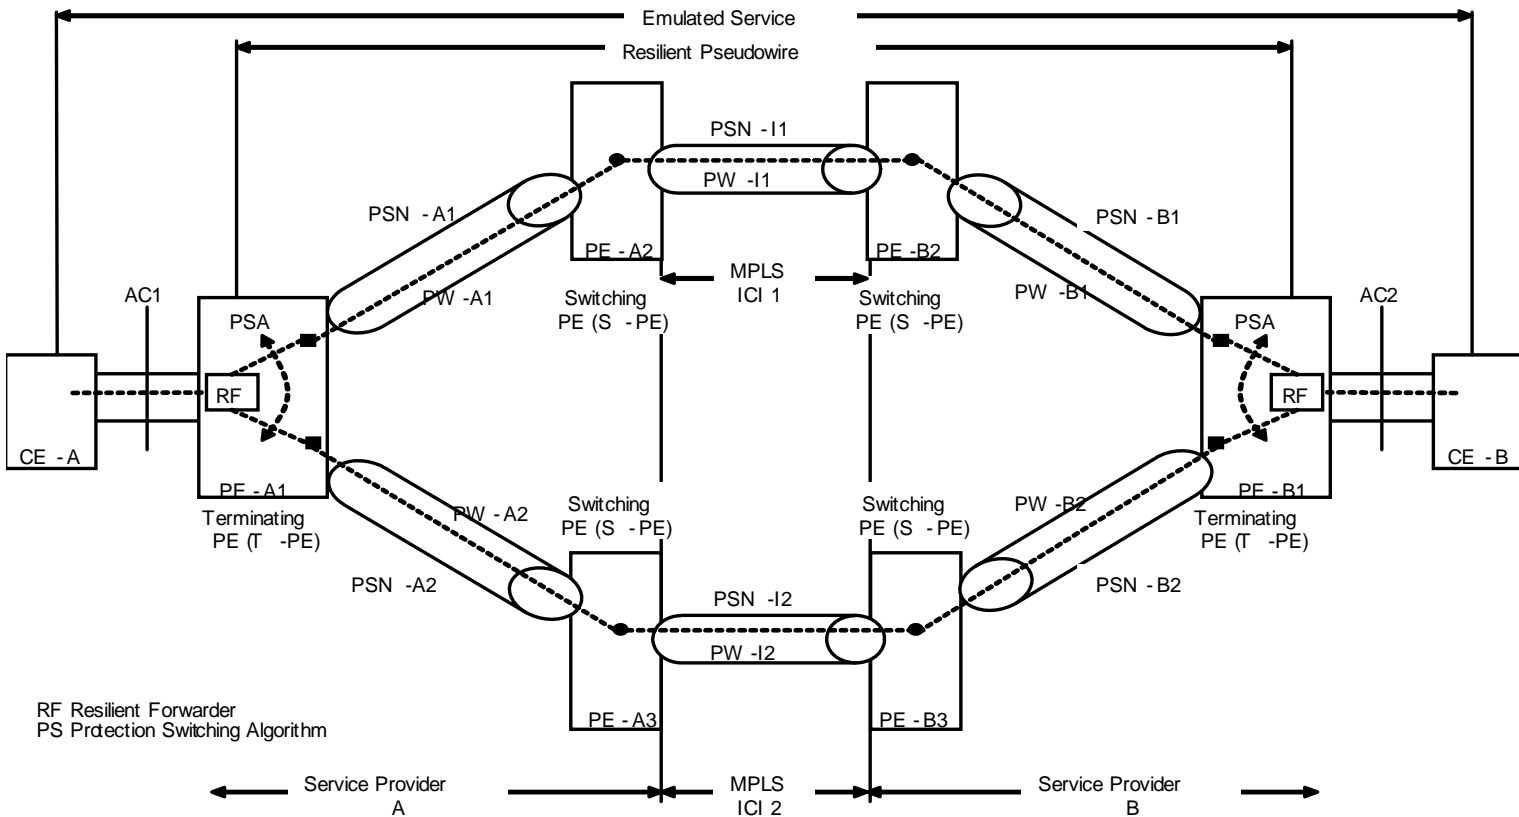 Emulated Service
Resilient Pseudowire
PSN -I1
PW -I1
PSN -A1
PSN -B1
PE -A2
PE -B2
MPLS
ICI 1
PW -A1
PW -B1
Switching
PE (S -PE)
Switching
PE (S -PE)
AC1
AC2
PSA
PSA
RF
RF
CE -A
CE -B
PE -A1
PE -B1
Terminating
PE (T -PE)
Terminating
PE (T -PE)
Switching
PE (S -PE)
Switching
PE (S -PE)
PW -A2
PW -B2
PSN -A2
PSN -B2
PSN -I2
PW -I2
PE -A3
PE -B3
RF Resilient Forwarder
PS Protection Switching Algorithm
Service Provider
A
MPLS
ICI 2
Service Provider
B